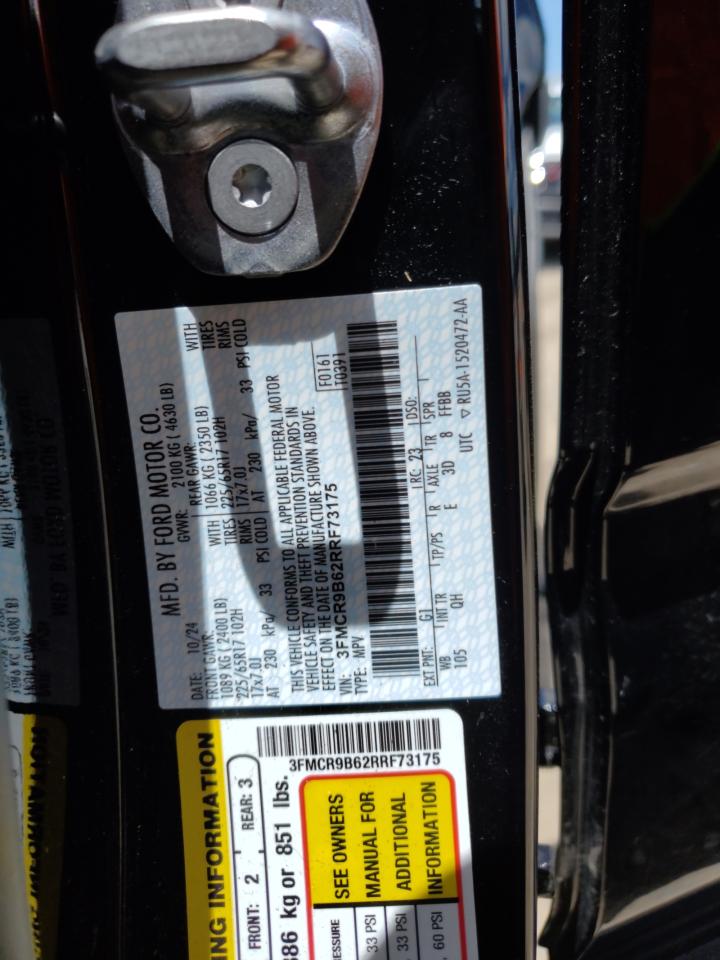 MFD. BY FORD MOTOR CO.
DATE: 10/24 GVWR: 2100 KG ( 4630 LB)
FRONT GAWR: REAR GAWR:
1089 KG ( 2400 LB) WITH 1066 KG ( 2350 LB) WITH
225/65R17 102H TIRES 225/65R17 102H TIRES
17x7.0J RIMS 17x7.0J RIMS
AT 230 kPa/ 33 PSI COLD AT 230 kPa/ 33 PSI COLD
THIS VEHICLE CONFORMS TO ALL APPLICABLE FEDERAL MOTOR
VEHICLE SAFETY AND THEFT PREVENTION STANDARDS IN
EFFECT ON THE DATE OF MANUFACTURE SHOWN ABOVE.
VIN: 3FMCR9B62RRF73175 F0161
TYPE: MPV T0391
EXT PNT: G1 RC: 23 DSO:
WB INT TR TP/PS R AXLE TR SPR
105 QH E 3D 8 FFBB
UTC ▽ RU5A-1520472-AA
3FMCR9B62RRF73175
ING INFORMATION
FRONT: 2 REAR: 3
386 kg or 851 lbs.
SEE OWNERS
MANUAL FOR
ADDITIONAL
INFORMATION
33 PSI
33 PSI
60 PSI